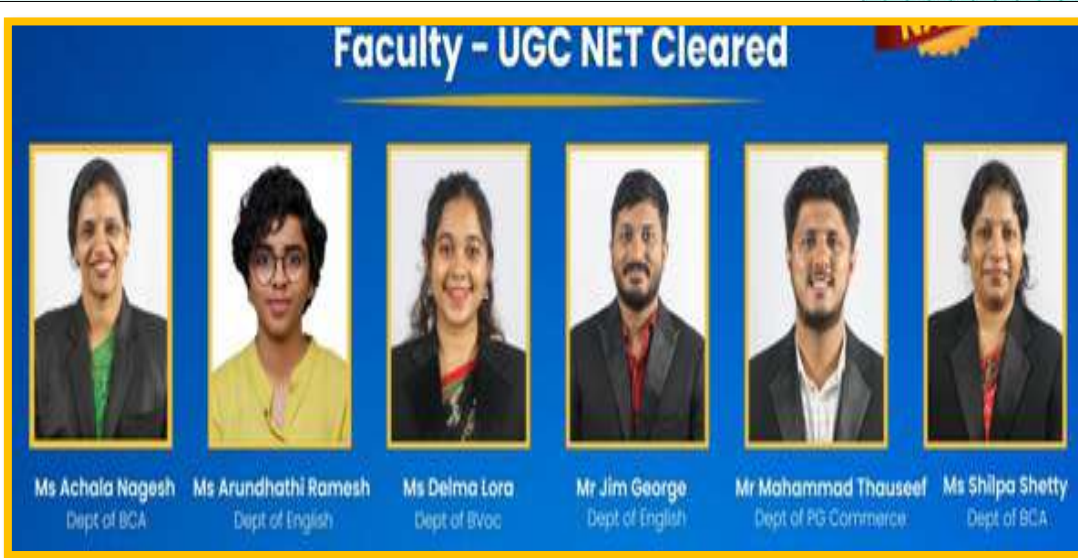 Faculty - UGC NET Cleared
Ms Achala Nagesh
Dept of BCA
Ms Arundhathi Ramesh
Dept of English
Ms Delma Lora
Dept of BVoc
Mr Jim George
Dept of English
Mr Mohammad Thauseef
Dept of PG Commerce
Ms Shilpa Shetty
Dept of BCA